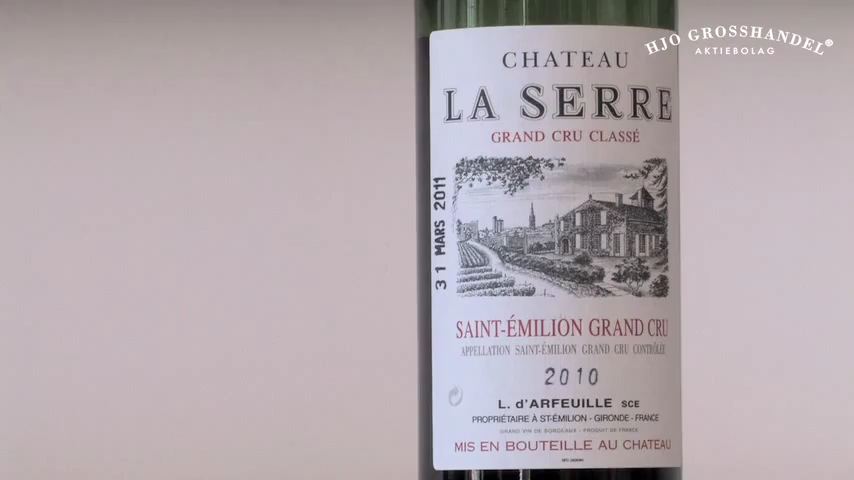 HJO GROSSHANDEL®
AKTIEBOLAG
CHATEAU
LA SERRE
GRAND CRU CLASSÉ
31 MARS 2011
SAINT-ÉMILION GRAND CRU
APPELLATION SAINT-ÉMILION GRAND CRU CONTRÔLÉE
2010
L. d'ARFEUILLE SCE
PROPRIÉTAIRE À ST-ÉMILION - GIRONDE - FRANCE
GRAND VIN DE BORDEAUX - PRODUIT DE FRANCE
MIS EN BOUTEILLE AU CHATEAU